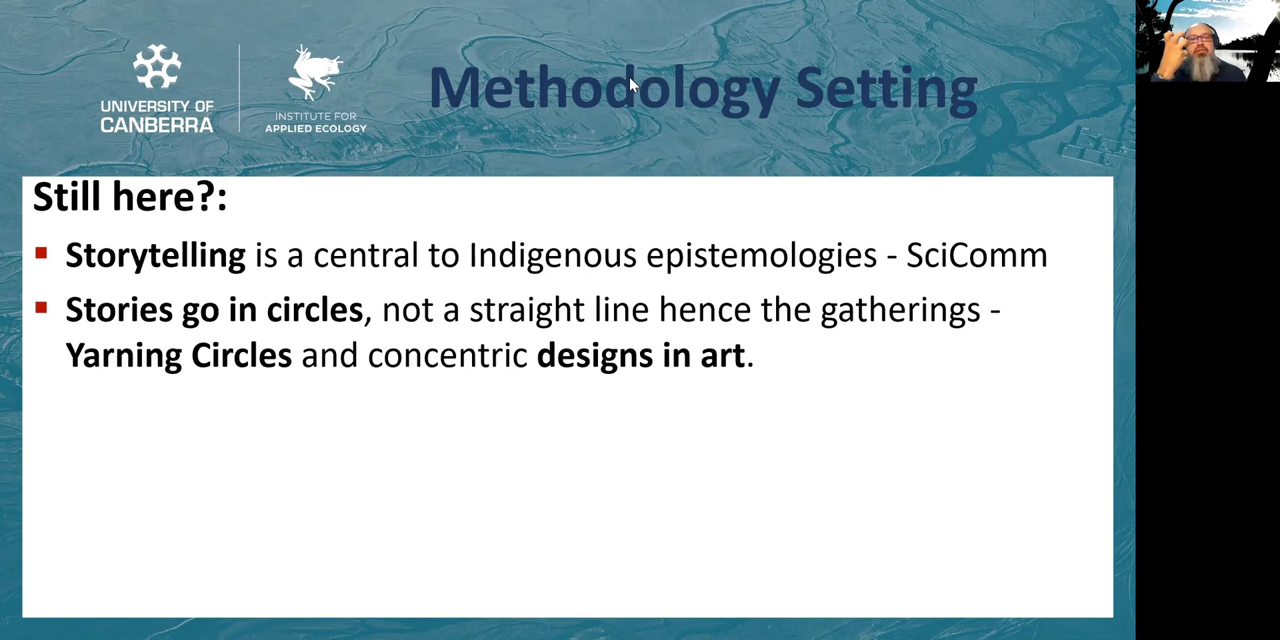 UNIVERSITY OF
CANBERRA
INSTITUTE FOR
APPLIED ECOLOGY
Methodology Setting
Still here?:
Storytelling is a central to Indigenous epistemologies - SciComm
Stories go in circles, not a straight line hence the gatherings -
Yarning Circles and concentric designs in art.